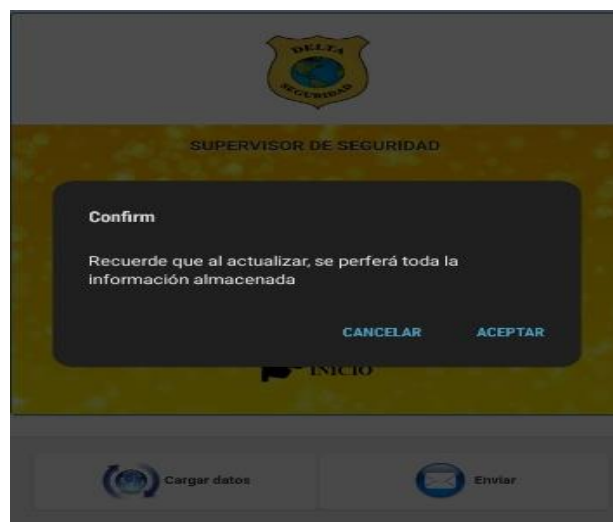 DELTA
SEGURIDAD
SUPERVISOR DE SEGURIDAD
Confirm
Recuerde que al actualizar, se perferá toda la
información almacenada
CANCELAR
ACEPTAR
INICIO
Cargar datos
Enviar